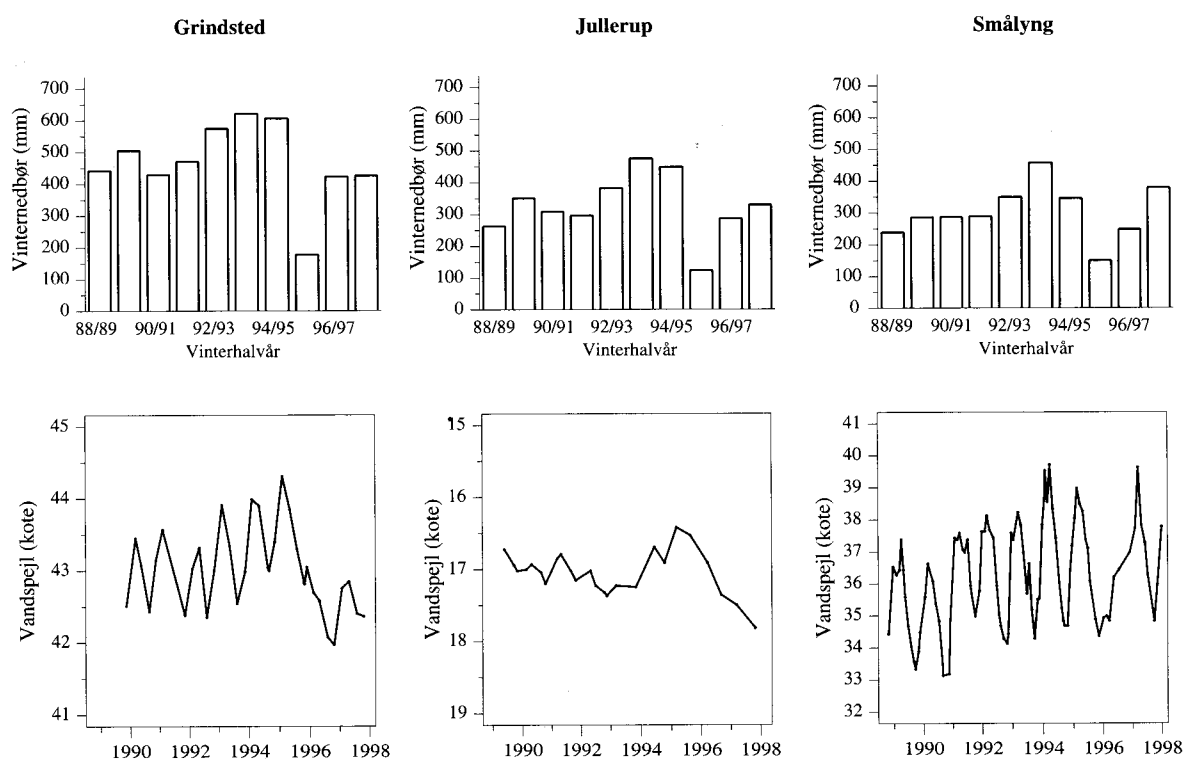 Grindsted
Jullerup
Smålyng
Vinternedbør (mm)
700
600
500
400
300
200
100
0
88/89 90/91 92/93 94/95 96/97
Vinterhalvår
Vinternedbør (mm)
700
600
500
400
300
200
100
0
88/89 90/91 92/93 94/95 96/97
Vinterhalvår
Vinternedbør (mm)
700
600
500
400
300
200
100
0
88/89 90/91 92/93 94/95 96/97
Vinterhalvår
Vandspejl (kote)
45
44
43
42
41
1990 1992 1994 1996 1998
Vandspejl (kote)
15
16
17
18
19
1990 1992 1994 1996 1998
Vandspejl (kote)
41
40
39
38
37
36
35
34
33
32
1990 1992 1994 1996 1998